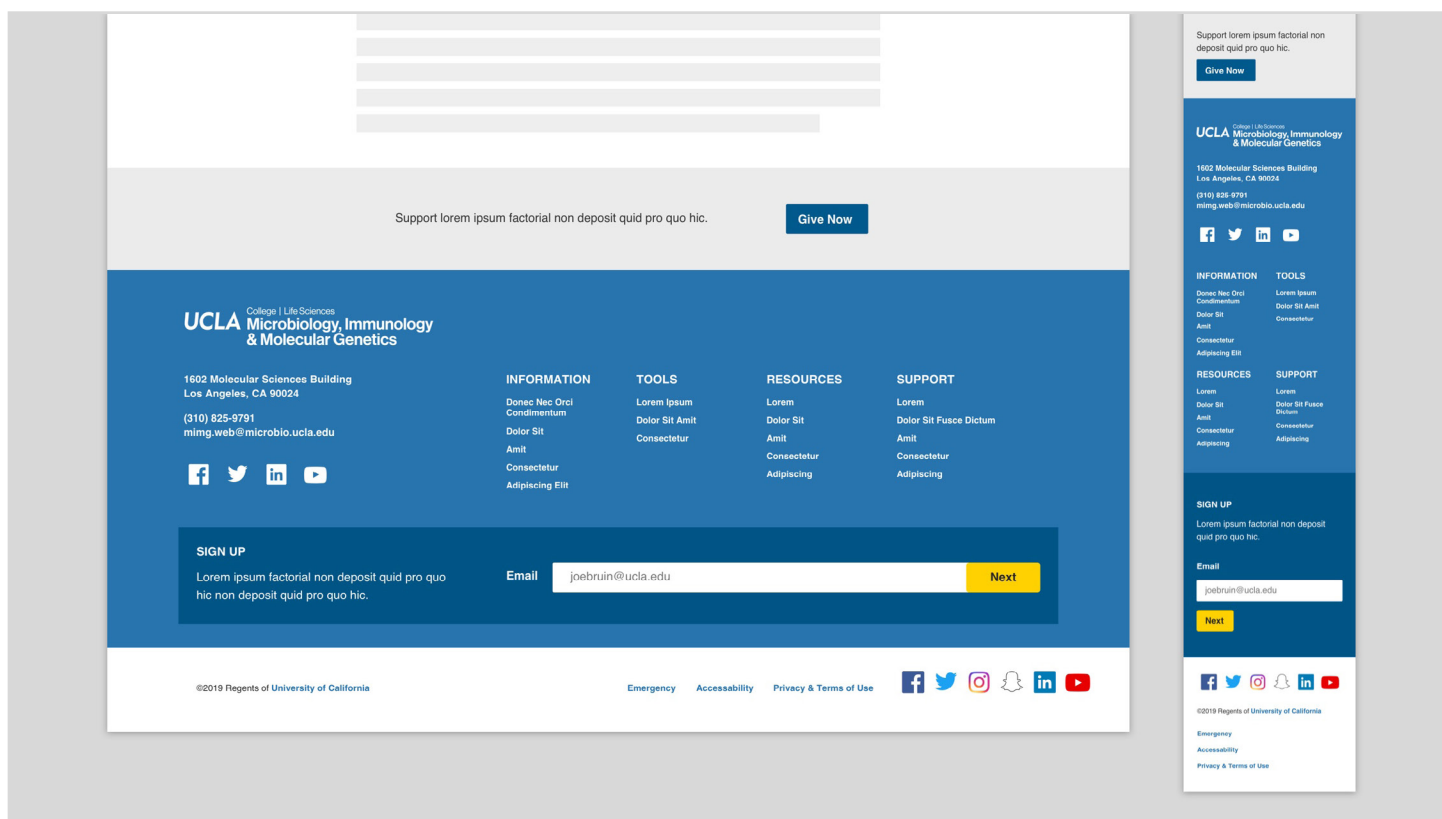 Support lorem ipsum factorial non deposit quid pro quo hic.
Give Now
UCLA
College | Life Sciences
Microbiology, Immunology
& Molecular Genetics
1602 Molecular Sciences Building
Los Angeles, CA 90024
(310) 825-9791
mimg.web@microbio.ucla.edu
INFORMATION
Donec Nec Orci
Condimentum
Dolor Sit
Amit
Consectetur
Adipiscing Elit
TOOLS
Lorem Ipsum
Dolor Sit Amit
Consectetur
RESOURCES
Lorem
Dolor Sit
Amit
Consectetur
Adipiscing
SUPPORT
Lorem
Dolor Sit Fusce Dictum
Amit
Consectetur
Adipiscing
SIGN UP
Lorem ipsum factorial non deposit quid pro quo
hic non deposit quid pro quo hic.
Email
joebruin@ucla.edu
Next
©2019 Regents of University of California
Emergency
Accessability
Privacy & Terms of Use
Support lorem ipsum factorial non
deposit quid pro quo hic.
Give Now
UCLA
College | Life Sciences
Microbiology, Immunology
& Molecular Genetics
1602 Molecular Sciences Building
Los Angeles, CA 90024
(310) 825-9791
mimg.web@microbio.ucla.edu
INFORMATION
Donec Nec Orci
Condimentum
Dolor Sit
Amit
Consectetur
Adipiscing Elit
TOOLS
Lorem Ipsum
Dolor Sit Amit
Consectetur
RESOURCES
Lorem
Dolor Sit
Amit
Consectetur
Adipiscing
SUPPORT
Lorem
Dolor Sit Fusce
Dictum
Consectetur
Adipiscing
SIGN UP
Lorem ipsum factorial non deposit
quid pro quo hic.
Email
joebruin@ucla.edu
Next
©2019 Regents of University of California
Emergency
Accessability
Privacy & Terms of Use